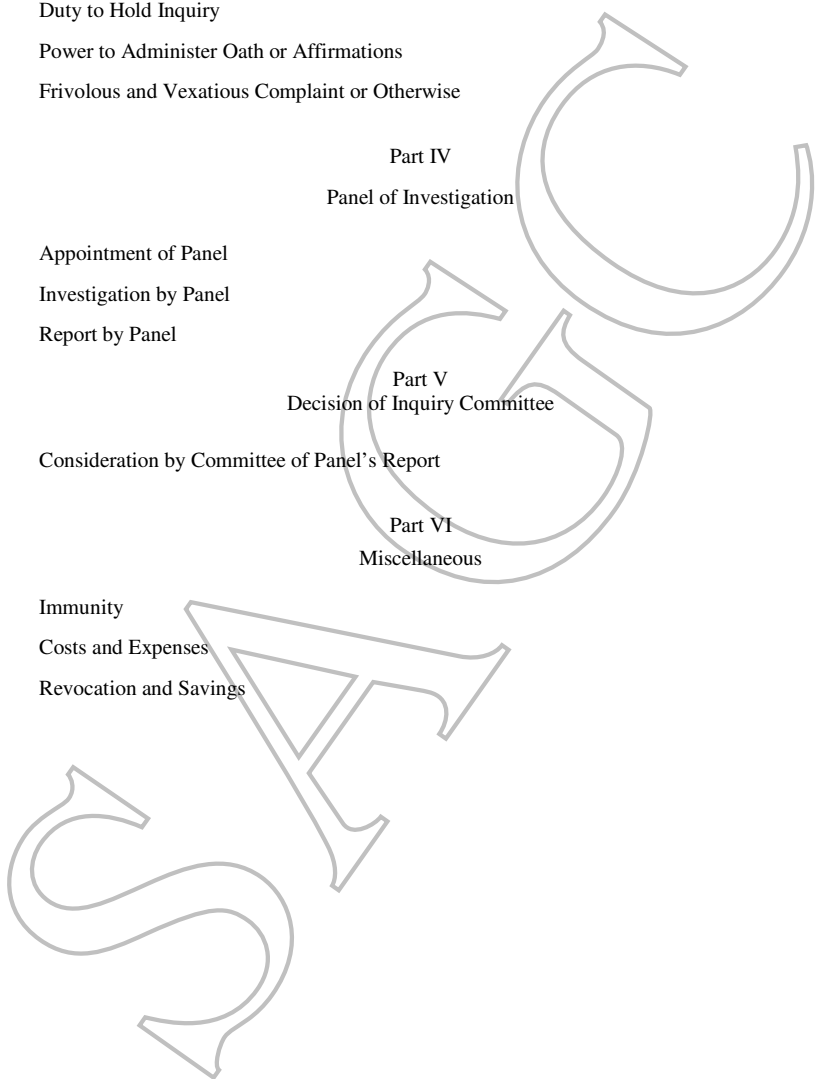 Duty to Hold Inquiry
Power to Administer Oath or Affirmations
Frivolous and Vexatious Complaint or Otherwise
Part IV
Panel of Investigation
Appointment of Panel
Investigation by Panel
Report by Panel
Part V
Decision of Inquiry Committee
Consideration by Committee of Panel’s Report
Part VI
Miscellaneous
Immunity
Costs and Expenses
Revocation and Savings
SAGC